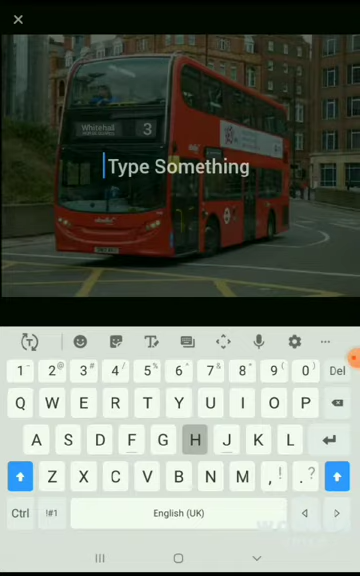 Whitehall
3
Type Something
1 - 2 @ 3 # 4 / 5 % 6 ^ 7 & 8 * 9 ( 0 ) Del
Q W E R T Y U I O P
A S D F G H J K L
Z X C V B N M , ! . ?
Ctrl !#1 English (UK)